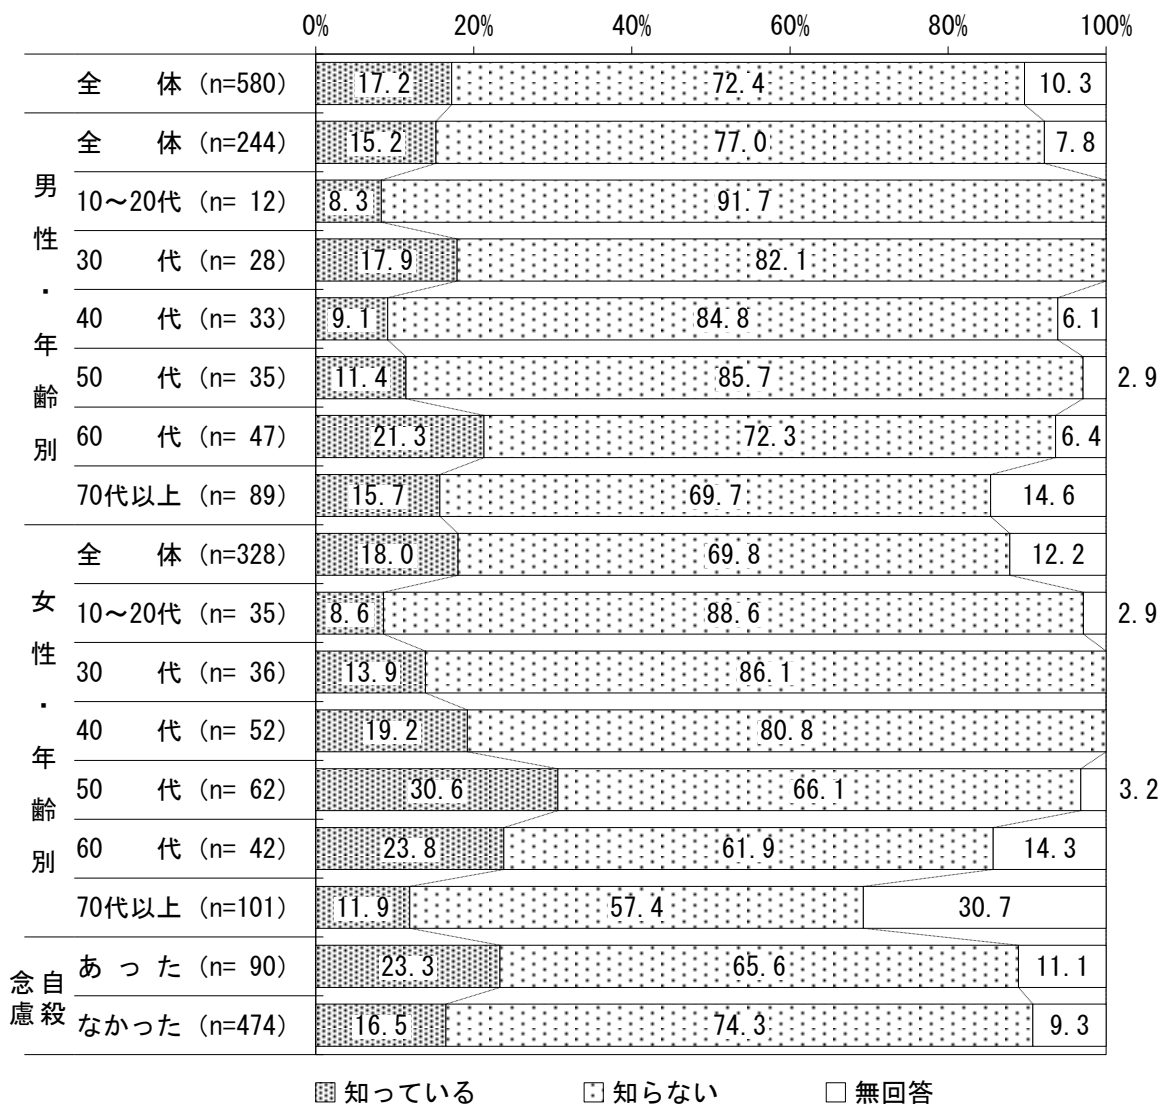 0% 20% 40% 60% 80% 100%
全　体 (n=580) 17.2 72.4 10.3
男性・年齢別
全　体 (n=244) 15.2 77.0 7.8
10～20代 (n= 12) 8.3 91.7
30　代 (n= 28) 17.9 82.1
40　代 (n= 33) 9.1 84.8 6.1
50　代 (n= 35) 11.4 85.7 2.9
60　代 (n= 47) 21.3 72.3 6.4
70代以上 (n= 89) 15.7 69.7 14.6
女性・年齢別
全　体 (n=328) 18.0 69.8 12.2
10～20代 (n= 35) 8.6 88.6 2.9
30　代 (n= 36) 13.9 86.1
40　代 (n= 52) 19.2 80.8
50　代 (n= 62) 30.6 66.1 3.2
60　代 (n= 42) 23.8 61.9 14.3
70代以上 (n=101) 11.9 57.4 30.7
自殺念慮
あった (n= 90) 23.3 65.6 11.1
なかった (n=474) 16.5 74.3 9.3
知っている 知らない 無回答